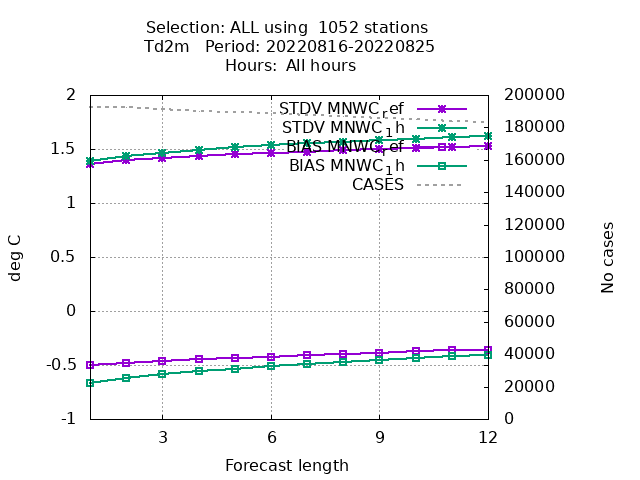 Selection: ALL using  1052 stations
Td2m   Period: 20220816-20220825
Hours:  All hours
2
1.5
1
0.5
0
-0.5
-1
deg C
200000
180000
160000
140000
120000
100000
80000
60000
40000
20000
0
No cases
STDV MNWC_ref
STDV MNWC_1h
BIAS MNWC_ref
BIAS MNWC_1h
CASES
3
6
9
12
Forecast length